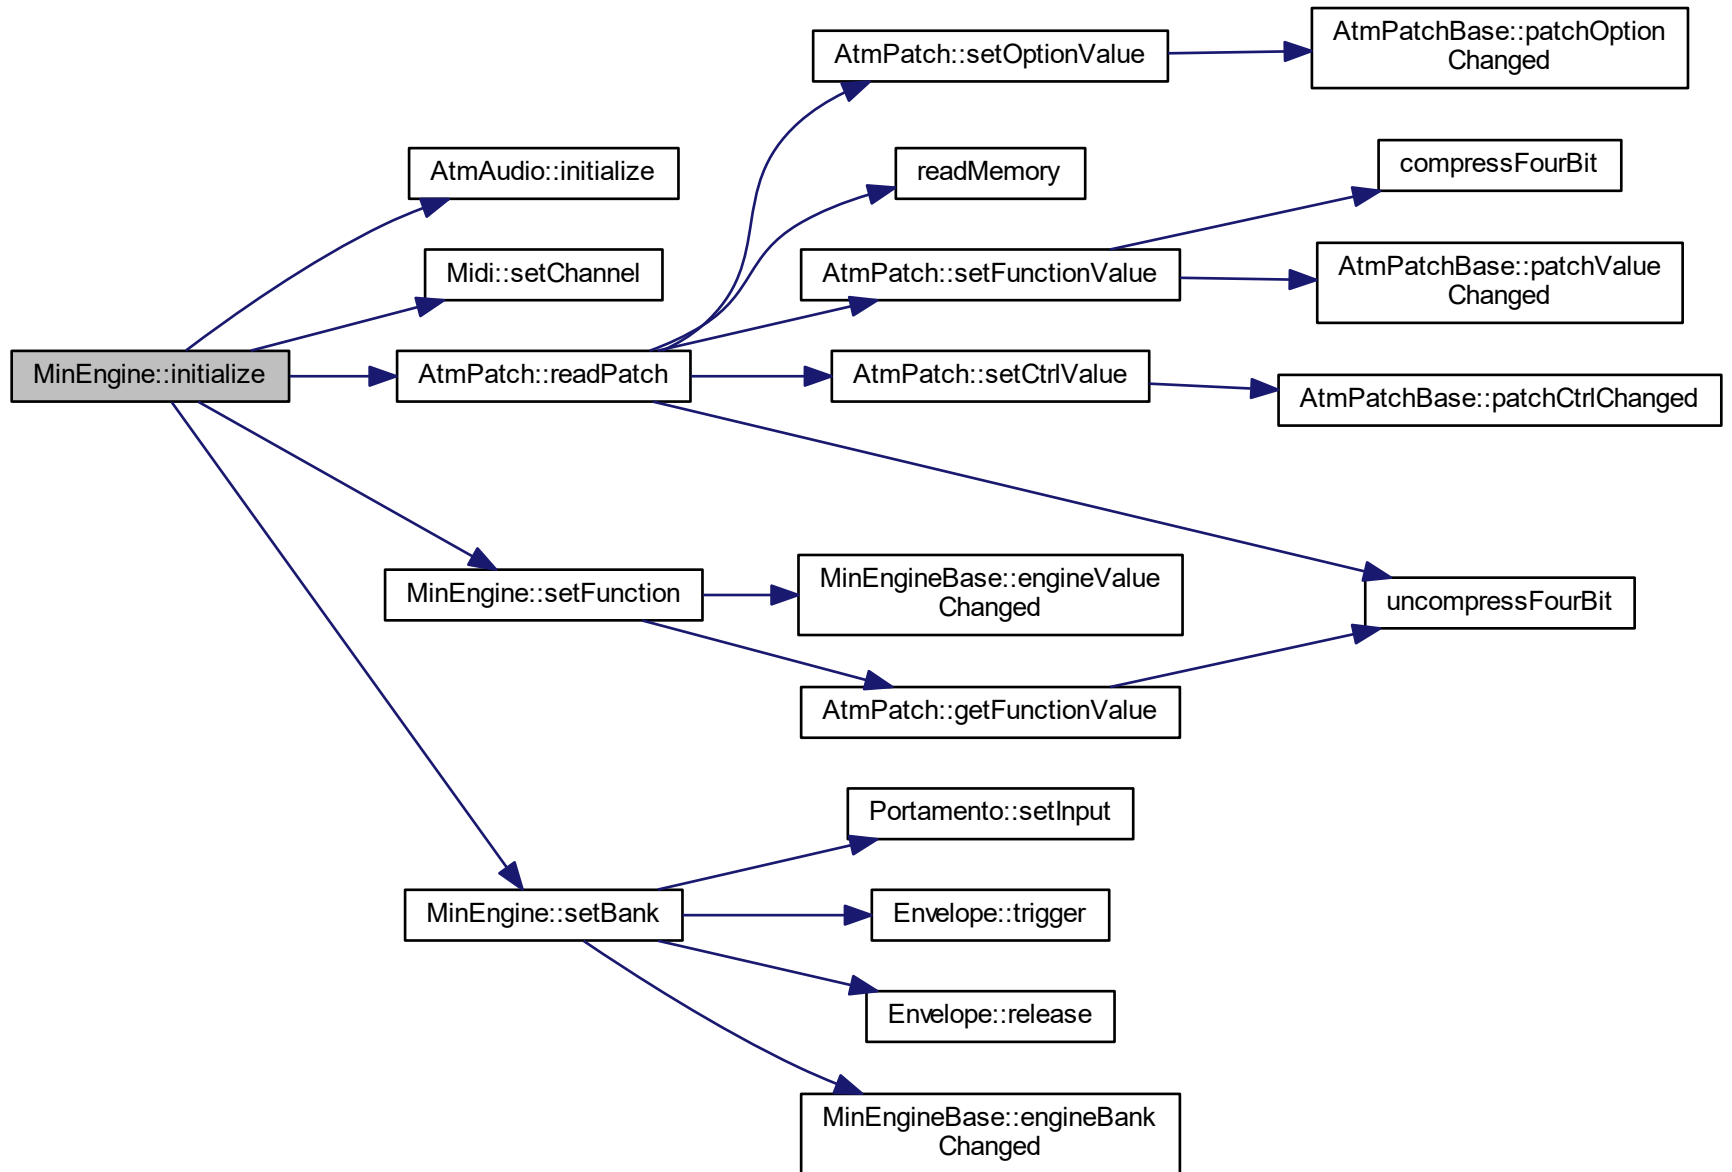 AtmPatch::setOptionValue
AtmPatchBase::patchOption
Changed
AtmAudio::initialize
readMemory
compressFourBit
Midi::setChannel
AtmPatch::setFunctionValue
AtmPatchBase::patchValue
Changed
MinEngine::initialize
AtmPatch::readPatch
AtmPatch::setCtrlValue
AtmPatchBase::patchCtrlChanged
MinEngine::setFunction
MinEngineBase::engineValue
Changed
uncompressFourBit
AtmPatch::getFunctionValue
Portamento::setInput
MinEngine::setBank
Envelope::trigger
Envelope::release
MinEngineBase::engineBank
Changed